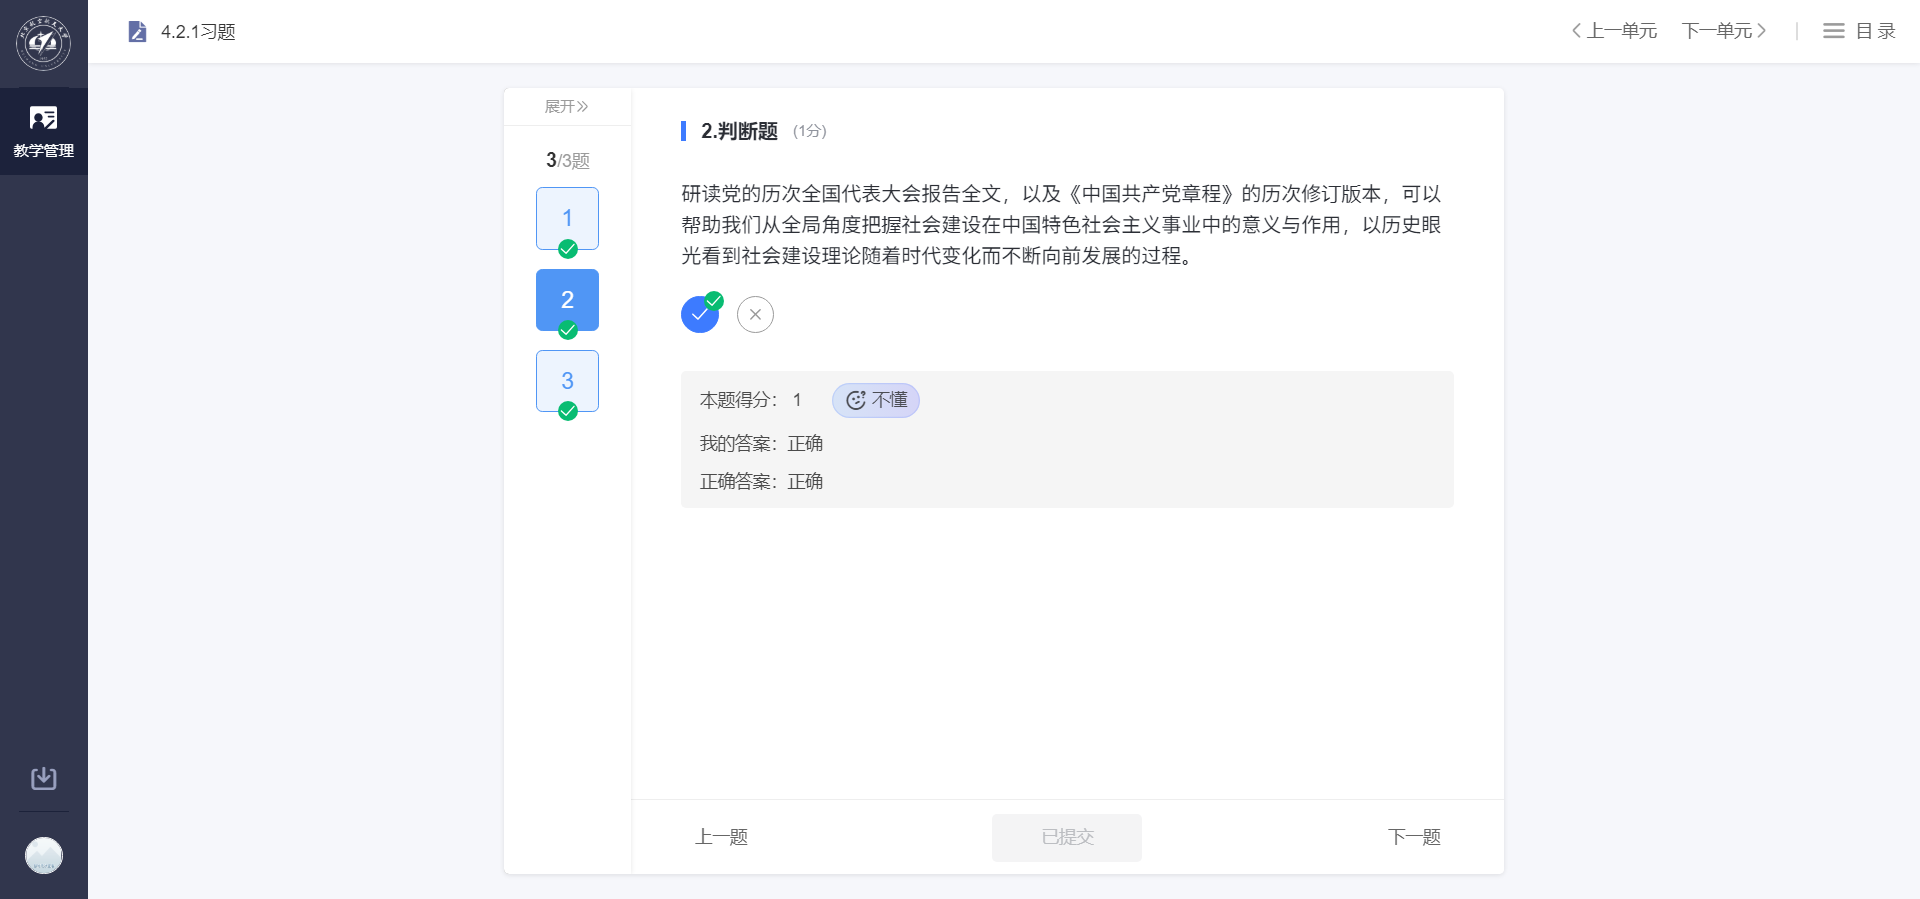 4.2.1习题
上一单元
下一单元
目录
教学管理
展开
3/3题
1
2
3
2.判断题 (1分)
研读党的历次全国代表大会报告全文，以及《中国共产党章程》的历次修订版本，可以
帮助我们从全局角度把握社会建设在中国特色社会主义事业中的意义与作用，以历史眼
光看到社会建设理论随着时代变化而不断向前发展的过程。
本题得分： 1 不懂
我的答案：正确
正确答案：正确
上一题
已提交
下一题